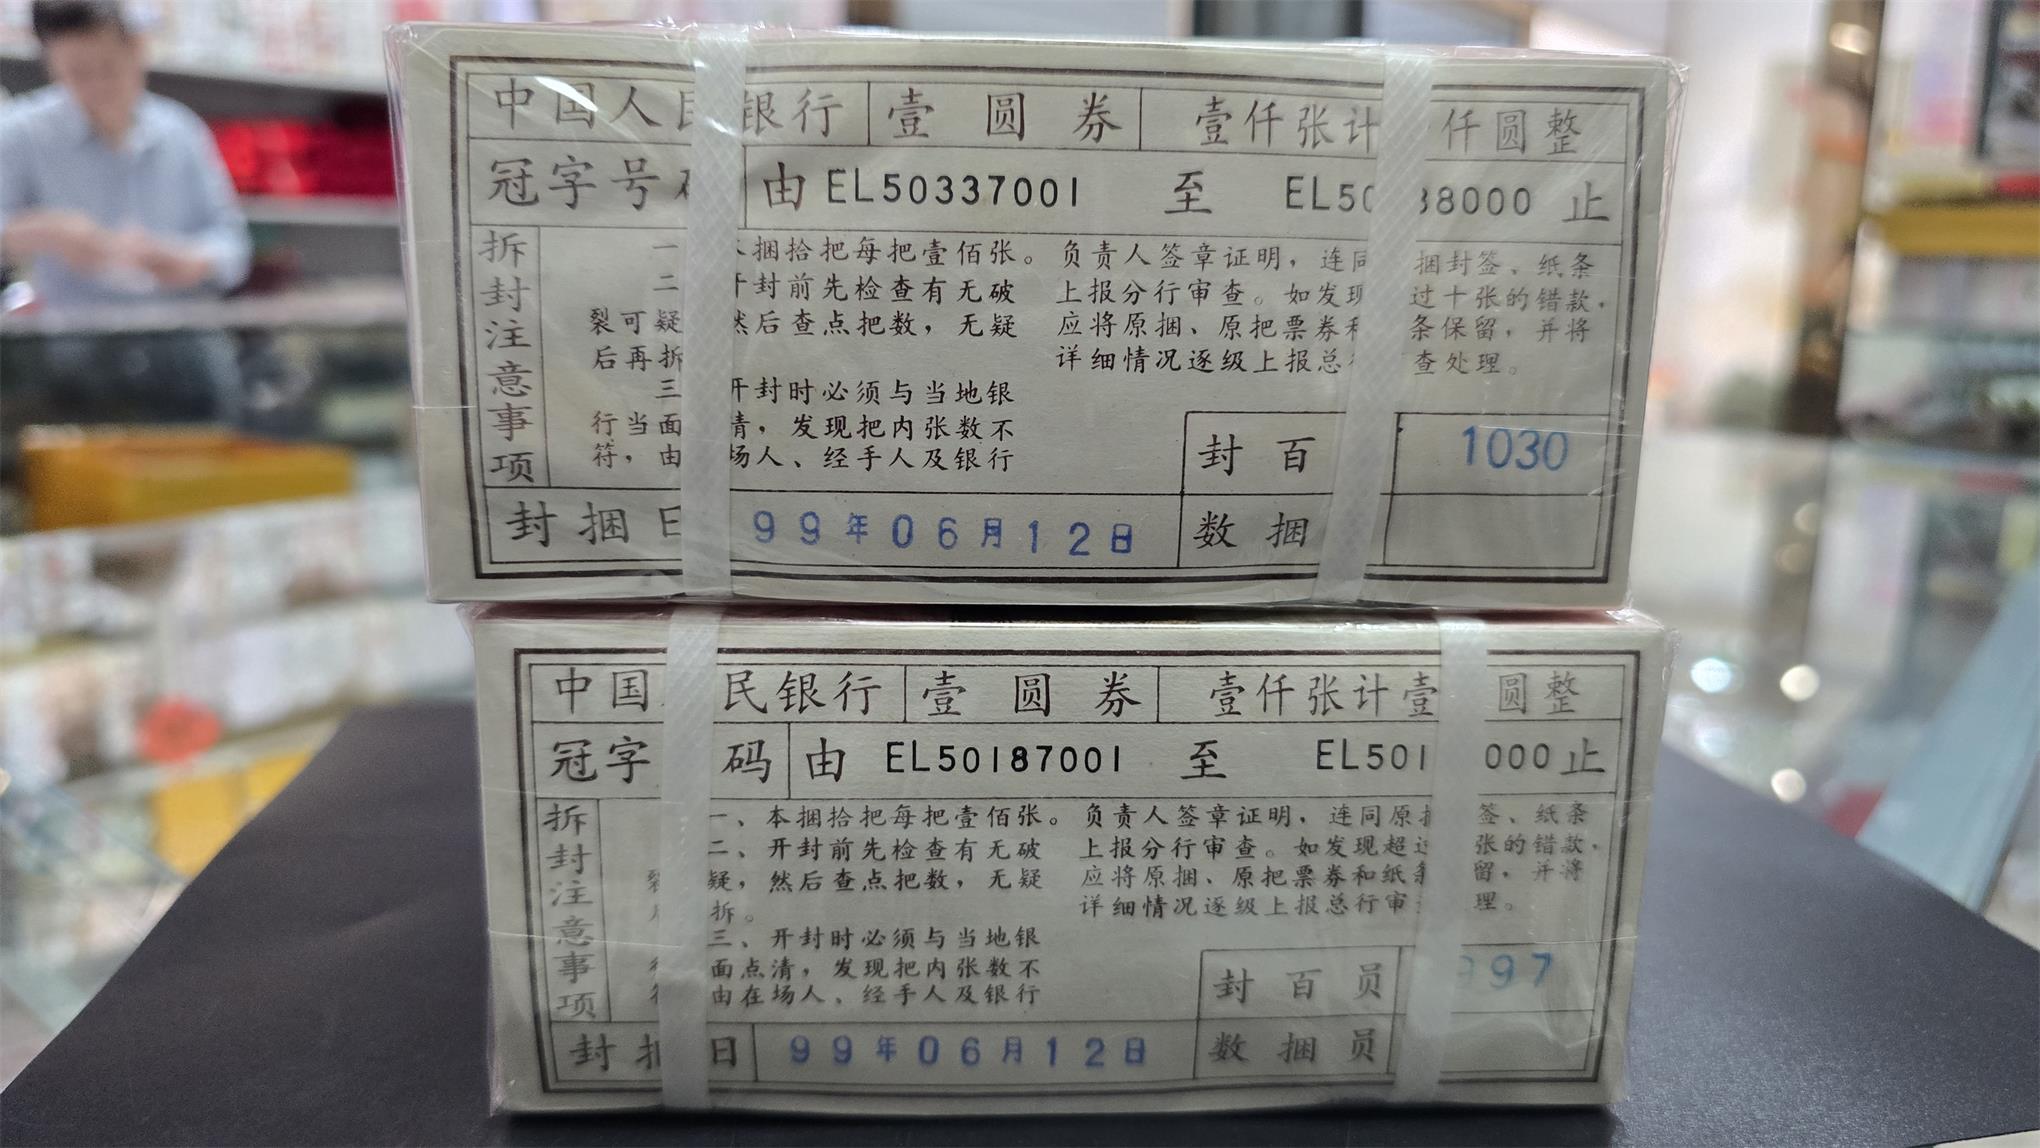 中国人民银行 壹圆券 壹仟张计 仟圆整
冠字号 由 EL50337001 至 EL50 38000 止
拆封注意事项
一 本捆拾把每把壹佰张。
二 开封前先检查有无破
裂可疑 然后查点把数，无疑
后再拆
三 开封时必须与当地银
行当面 清，发现把内张数不
符，由 场人、经手人及银行
负责人签章证明，连同 捆封签、纸条
上报分行审查。如发现 过十张的错款，
应将原捆、原把票券和 条保留，并将
详细情况逐级上报总行 查处理。
封百 1030
数捆
封捆日 99年06月12日
中国 民银行 壹圆券 壹仟张计壹 圆整
冠字 码 由 EL50187001 至 EL501 000 止
拆封注意事项
一、本捆拾把每把壹佰张。
二、开封前先检查有无破
裂 疑，然后查点把数，无疑
拆。
三、开封时必须与当地银
行 面点清，发现把内张数不
由在场人、经手人及银行
负责人签章证明，连同原捆 签、纸条
上报分行审查。如发现超过 张的错款，
应将原捆、原把票券和纸条 留，并将
详细情况逐级上报总行审 理。
封百员 997
数捆员
封捆日 99年06月12日